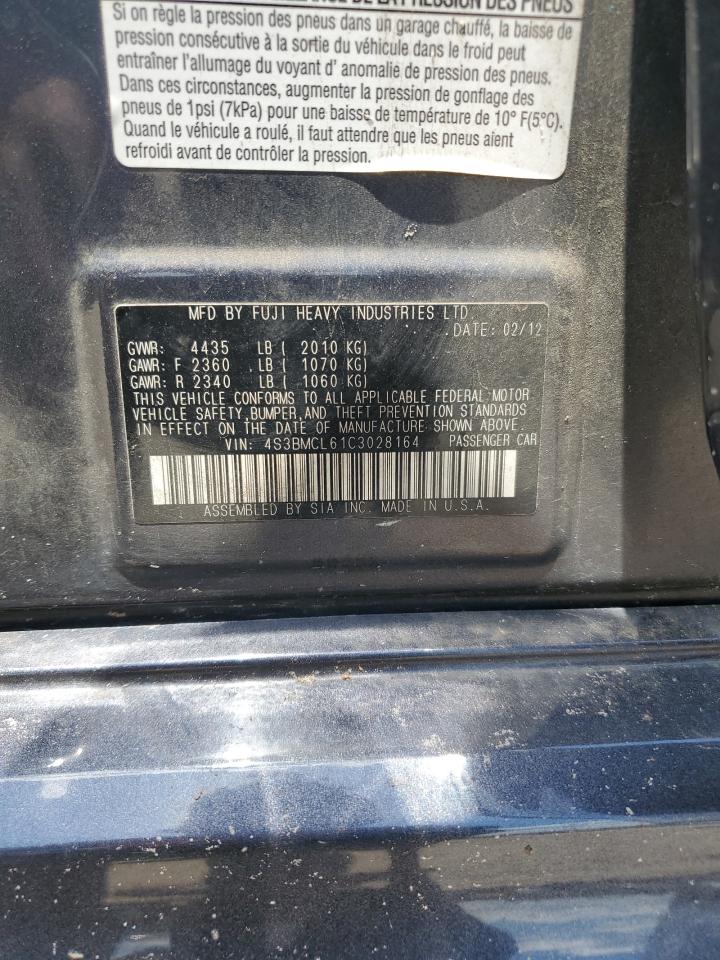 DE LA PRESSION DES PNEUS
Si on règle la pression des pneus dans un garage chauffé, la baisse de
pression consécutive à la sortie du véhicule dans le froid peut
entraîner l'allumage du voyant d' anomalie de pression des pneus.
Dans ces circonstances, augmenter la pression de gonflage des
pneus de 1psi (7kPa) pour une baisse de température de 10° F(5°C).
Quand le véhicule a roulé, il faut attendre que les pneus aient
refroidi avant de contrôler la pression.
MFD BY FUJI HEAVY INDUSTRIES LTD.
DATE: 02/12
GVWR: 4435 LB ( 2010 KG)
GAWR: F 2360 LB ( 1070 KG)
GAWR: R 2340 LB ( 1060 KG)
THIS VEHICLE CONFORMS TO ALL APPLICABLE FEDERAL MOTOR
VEHICLE SAFETY,BUMPER,AND THEFT PREVENTION STANDARDS
IN EFFECT ON THE DATE OF MANUFACTURE SHOWN ABOVE.
VIN: 4S3BMCL61C3028164 PASSENGER CAR
ASSEMBLED BY SIA INC. MADE IN U.S.A.